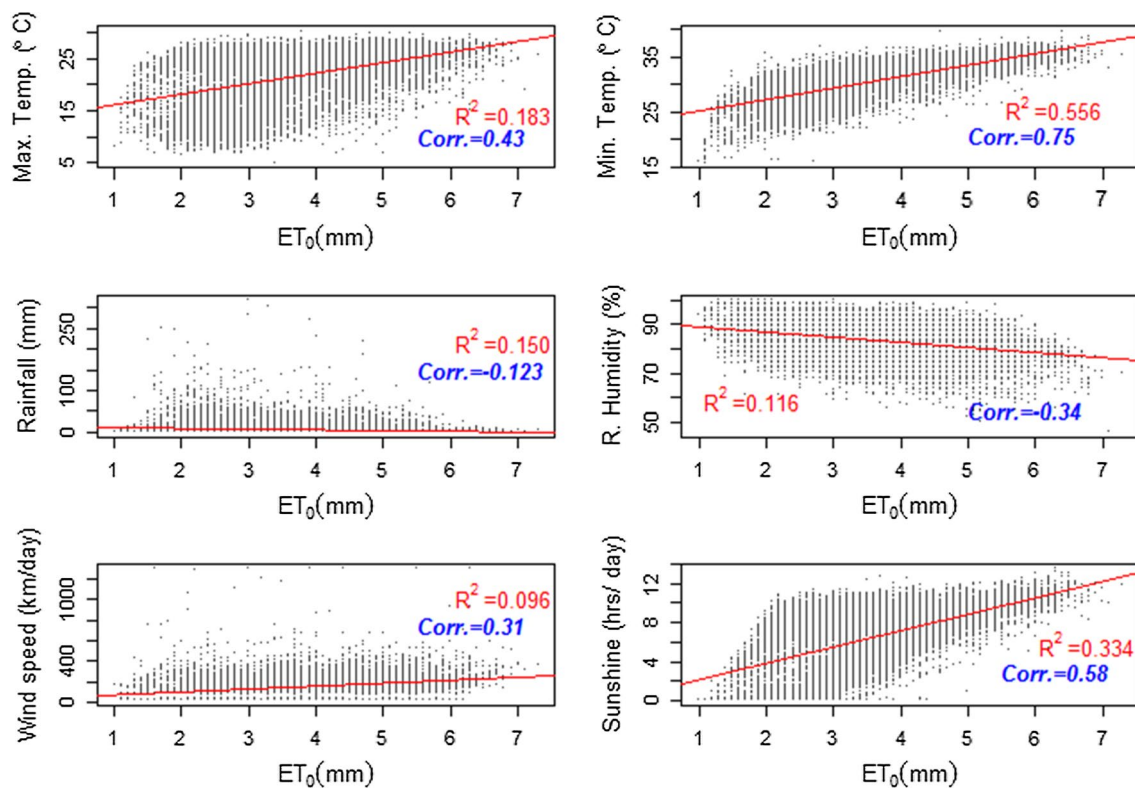 Max. Temp. (º C)
25
15
5
R² =0.183
Corr.=0.43
1 2 3 4 5 6 7
ET₀(mm)
Min. Temp. (º C)
35
25
15
R² =0.556
Corr.=0.75
1 2 3 4 5 6 7
ET₀(mm)
Rainfall (mm)
250
100
0
R² =0.150
Corr.=-0.123
1 2 3 4 5 6 7
ET₀(mm)
R. Humidity (%)
90
70
50
R² =0.116
Corr.=-0.34
1 2 3 4 5 6 7
ET₀(mm)
Wind speed (km/day)
1000
400
0
R² =0.096
Corr.=0.31
1 2 3 4 5 6 7
ET₀(mm)
Sunshine (hrs/ day)
12
8
4
0
R² =0.334
Corr.=0.58
1 2 3 4 5 6 7
ET₀(mm)